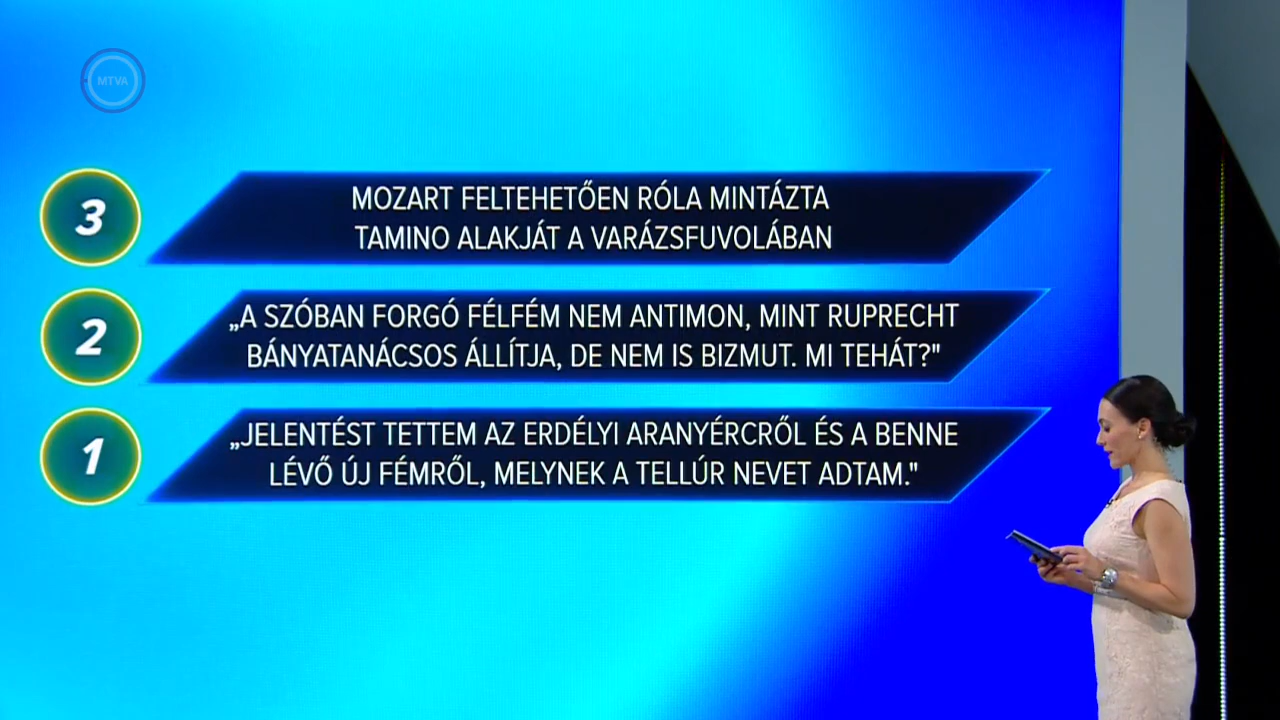 MTVA
3
MOZART FELTEHETŐEN RÓLA MINTÁZTA
TAMINO ALAKJÁT A VARÁZSFUVOLÁBAN
2
„A SZÓBAN FORGÓ FÉLFÉM NEM ANTIMON, MINT RUPRECHT
BÁNYATANÁCSOS ÁLLÍTJA, DE NEM IS BIZMUT. MI TEHÁT?"
1
„JELENTÉST TETTEM AZ ERDÉLYI ARANYÉRCRŐL ÉS A BENNE
LÉVŐ ÚJ FÉMRŐL, MELYNEK A TELLÚR NEVET ADTAM."